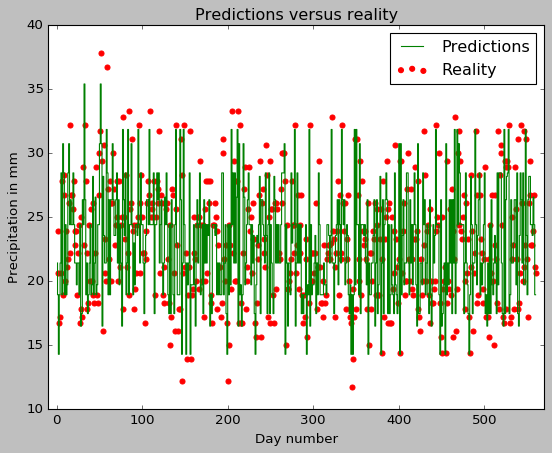 Predictions versus reality
Predictions
Reality
40
35
30
25
20
15
10
Precipitation in mm
0
100
200
300
400
500
Day number